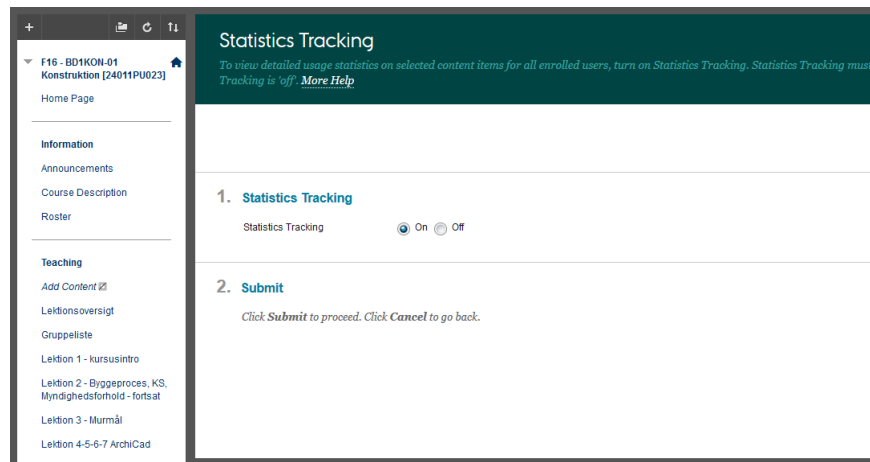 F16 - BD1KON-01
Konstruktion [24011PU023]
Home Page
Information
Announcements
Course Description
Roster
Teaching
Add Content
Lektionsoversigt
Gruppeliste
Lektion 1 - kursusintro
Lektion 2 - Byggeproces, KS,
Myndighedsforhold - fortsat
Lektion 3 - Murmål
Lektion 4-5-6-7 ArchiCad
Statistics Tracking
To view detailed usage statistics on selected content items for all enrolled users, turn on Statistics Tracking. Statistics Tracking mus
Tracking is 'off'. More Help
1. Statistics Tracking
Statistics Tracking On Off
2. Submit
Click Submit to proceed. Click Cancel to go back.